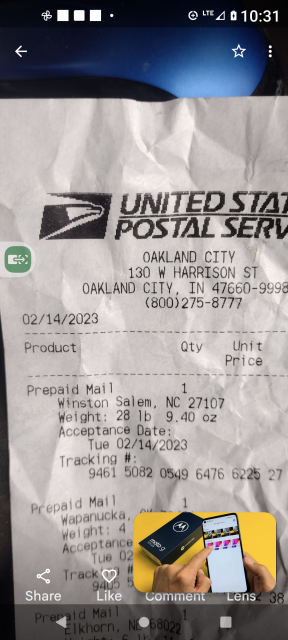 LTE 10:31
UNITED STAT
POSTAL SERV
OAKLAND CITY
130 W HARRISON ST
OAKLAND CITY, IN 47660-9998
(800)275-8777
02/14/2023
Product Qty Unit
Price
Prepaid Mail 1
Winston Salem, NC 27107
Weight: 28 lb 9.40 oz
Acceptance Date:
Tue 02/14/2023
Tracking #:
9461 5082 0549 6476 6225 27
Prepaid Mail 1
Wapanucka,
Weight: 4
Acceptance
Tue 02
Track
9405 38
Share Like Comment Lens
Prepaid Mail 1
Elkhorn, NE 68022